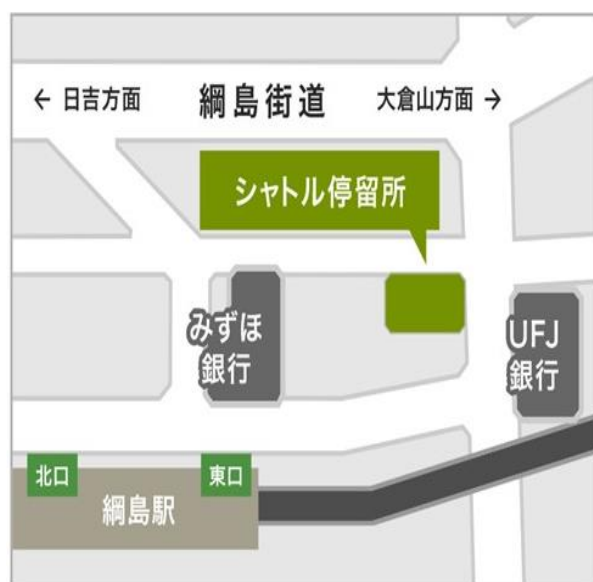 ← 日吉方面
綱島街道
大倉山方面 →
シャトル停留所
みずほ
銀行
UFJ
銀行
北口
東口
綱島駅